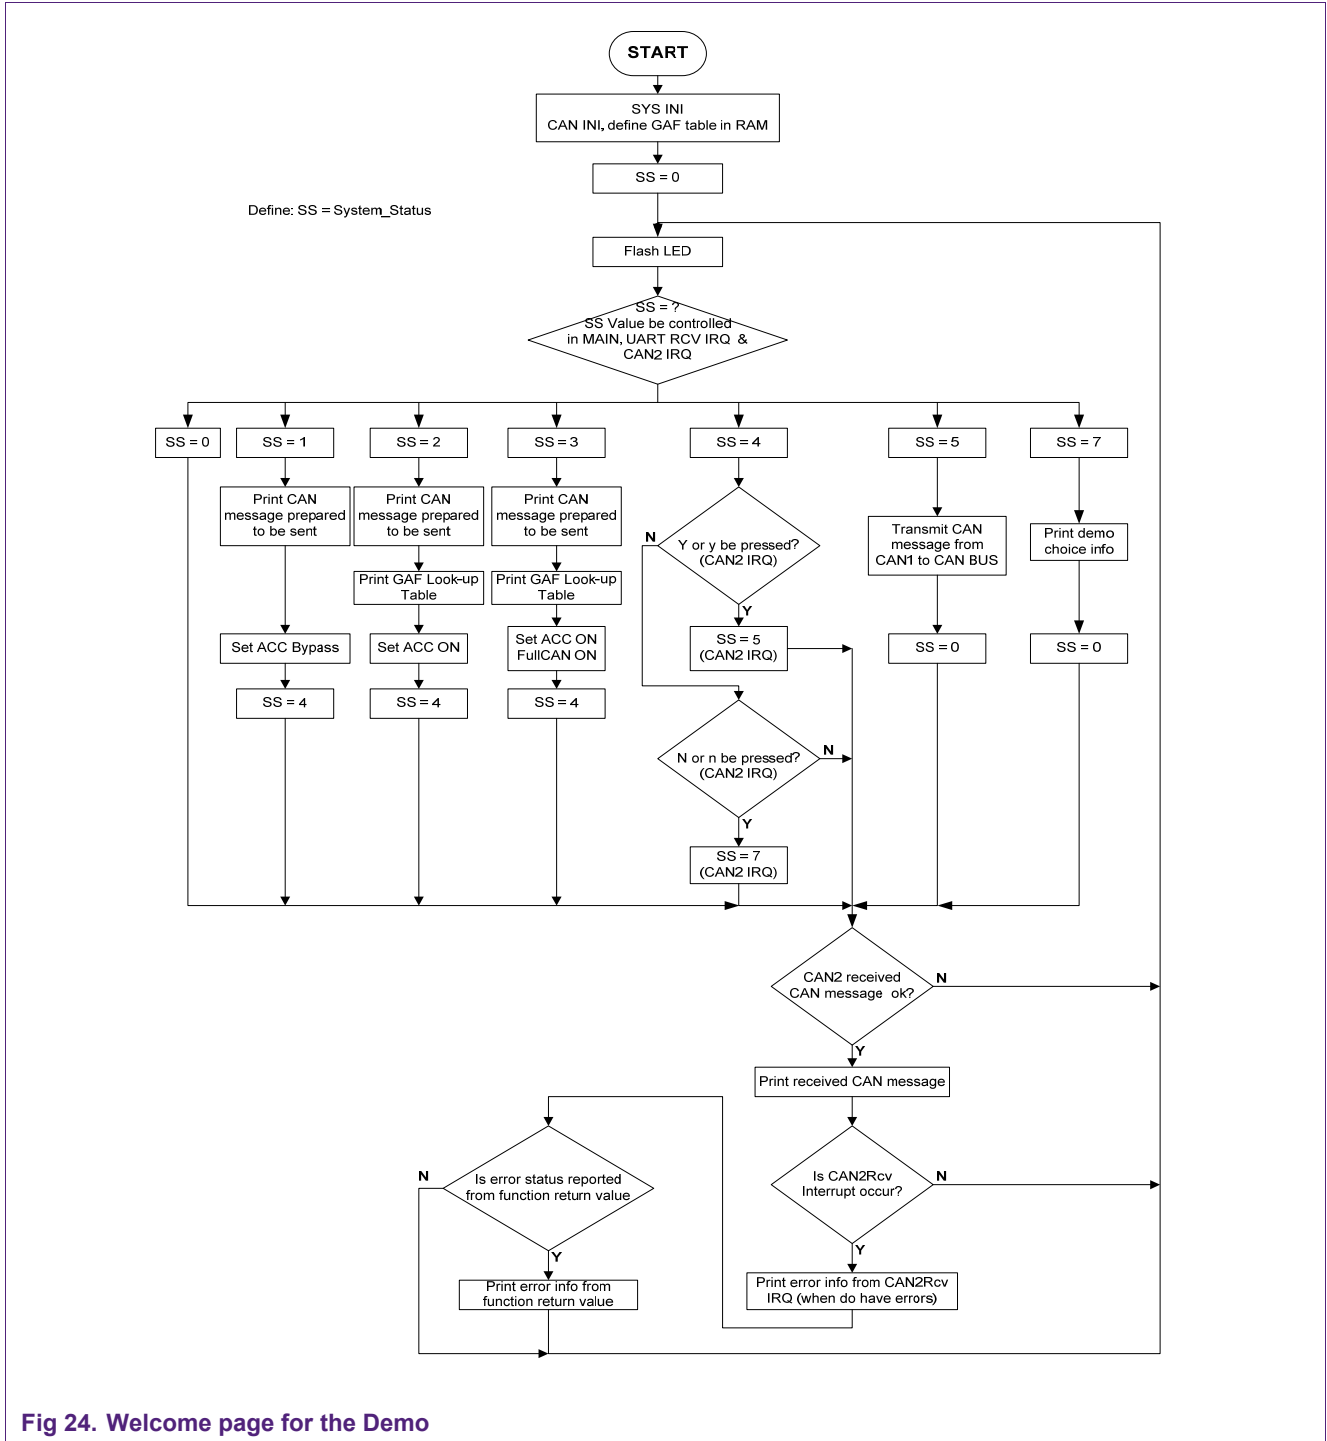 START
SYS INI
CAN INI, define GAF table in RAM
SS = 0
Define: SS = System_Status
Flash LED
SS = ?
SS Value be controlled
in MAIN, UART RCV IRQ &
CAN2 IRQ
SS = 0
SS = 1
SS = 2
SS = 3
SS = 4
SS = 5
SS = 7
Print CAN
message prepared
to be sent
Print CAN
message prepared
to be sent
Print CAN
message prepared
to be sent
N
Y or y be pressed?
(CAN2 IRQ)
Y
Transmit CAN
message from
CAN1 to CAN BUS
Print demo
choice info
Print GAF Look-up
Table
Print GAF Look-up
Table
Set ACC Bypass
Set ACC ON
Set ACC ON
FullCAN ON
SS = 5
(CAN2 IRQ)
SS = 0
SS = 0
SS = 4
SS = 4
SS = 4
N or n be pressed?
(CAN2 IRQ)
N
Y
SS = 7
(CAN2 IRQ)
CAN2 received
CAN message ok?
N
Y
Print received CAN message
Is CAN2Rcv
Interrupt occur?
N
Y
Print error info from CAN2Rcv
IRQ (when do have errors)
N
Is error status reported
from function return value
Y
Print error info from
function return value
Fig 24. Welcome page for the Demo